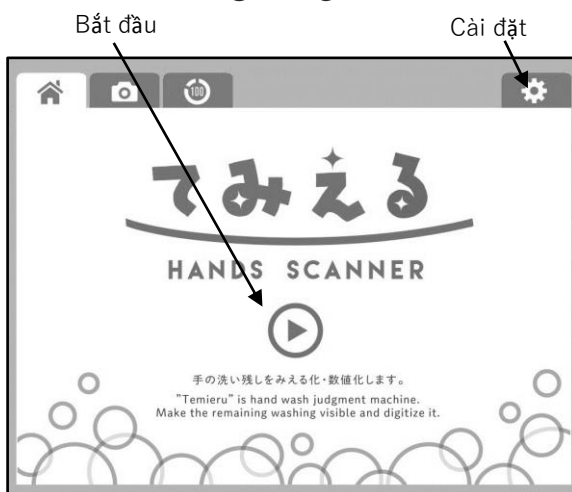 Bắt đầu
Cài đặt
100
てみえる
HANDS SCANNER
手の洗い残しをみえる化・数値化します。
"Temieru" is hand wash judgment machine.
Make the remaining washing visible and digitize it.